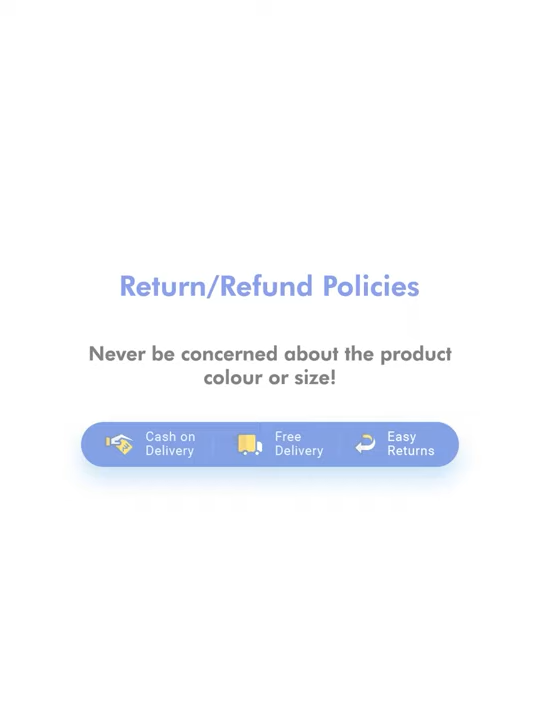 Return/Refund Policies
Never be concerned about the product
colour or size!
Cash on
Delivery
Free
Delivery
Easy
Returns